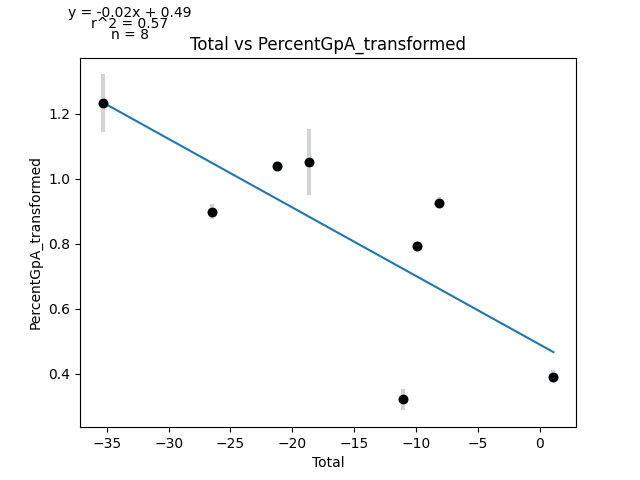 y = -0.02x + 0.49
r^2 = 0.57
n = 8
Total vs PercentGpA_transformed
PercentGpA_transformed
1.2
1.0
0.8
0.6
0.4
−35
−30
−25
−20
−15
−10
−5
0
Total